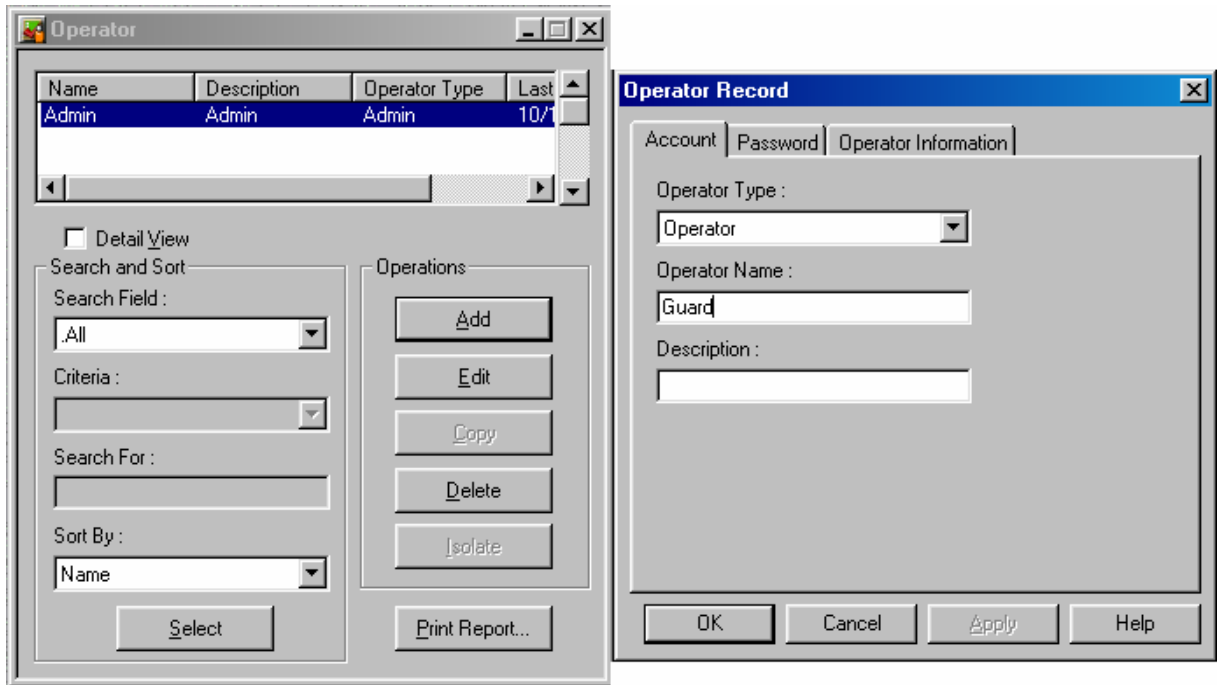 Operator
Name Description Operator Type Last
Admin Admin Admin 10/1
Detail View
Search and Sort
Search Field :
.All
Criteria :
Search For :
Sort By :
Name
Select
Operations
Add
Edit
Copy
Delete
Isolate
Print Report...
Operator Record
Account Password Operator Information
Operator Type :
Operator
Operator Name :
Guard
Description :
OK Cancel Apply Help